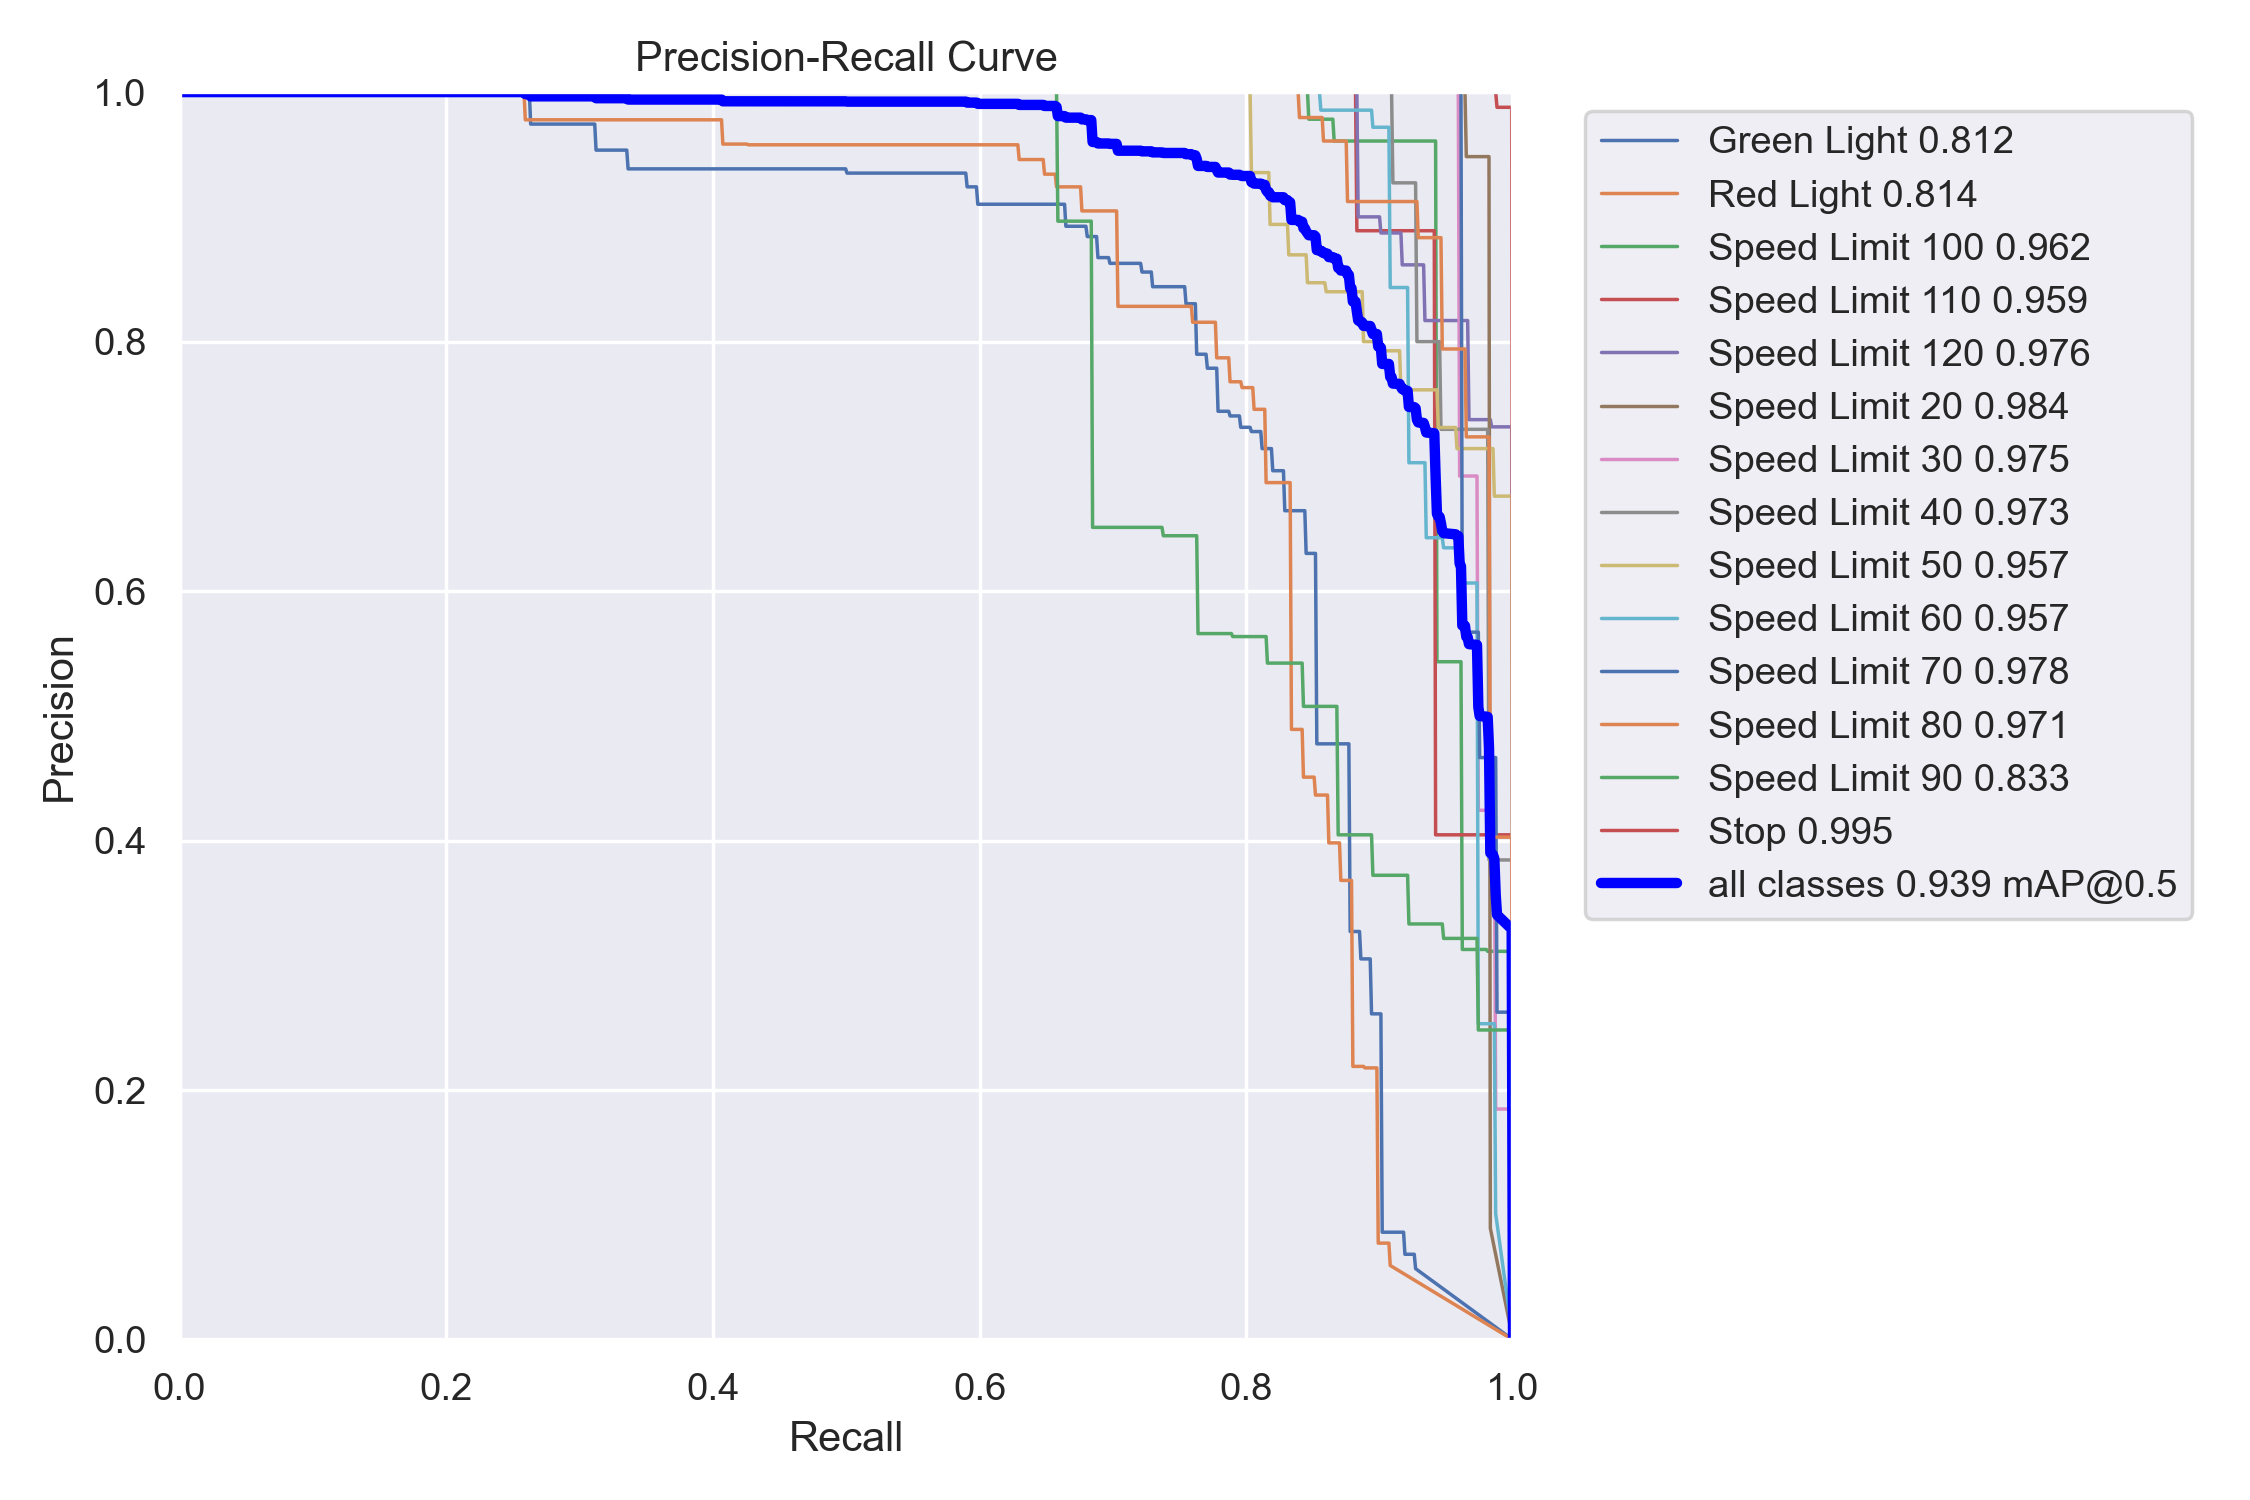 Precision-Recall Curve
1.0
0.8
0.6
0.4
0.2
0.0
Precision
0.0 0.2 0.4 0.6 0.8 1.0
Recall
Green Light 0.812
Red Light 0.814
Speed Limit 100 0.962
Speed Limit 110 0.959
Speed Limit 120 0.976
Speed Limit 20 0.984
Speed Limit 30 0.975
Speed Limit 40 0.973
Speed Limit 50 0.957
Speed Limit 60 0.957
Speed Limit 70 0.978
Speed Limit 80 0.971
Speed Limit 90 0.833
Stop 0.995
all classes 0.939 mAP@0.5